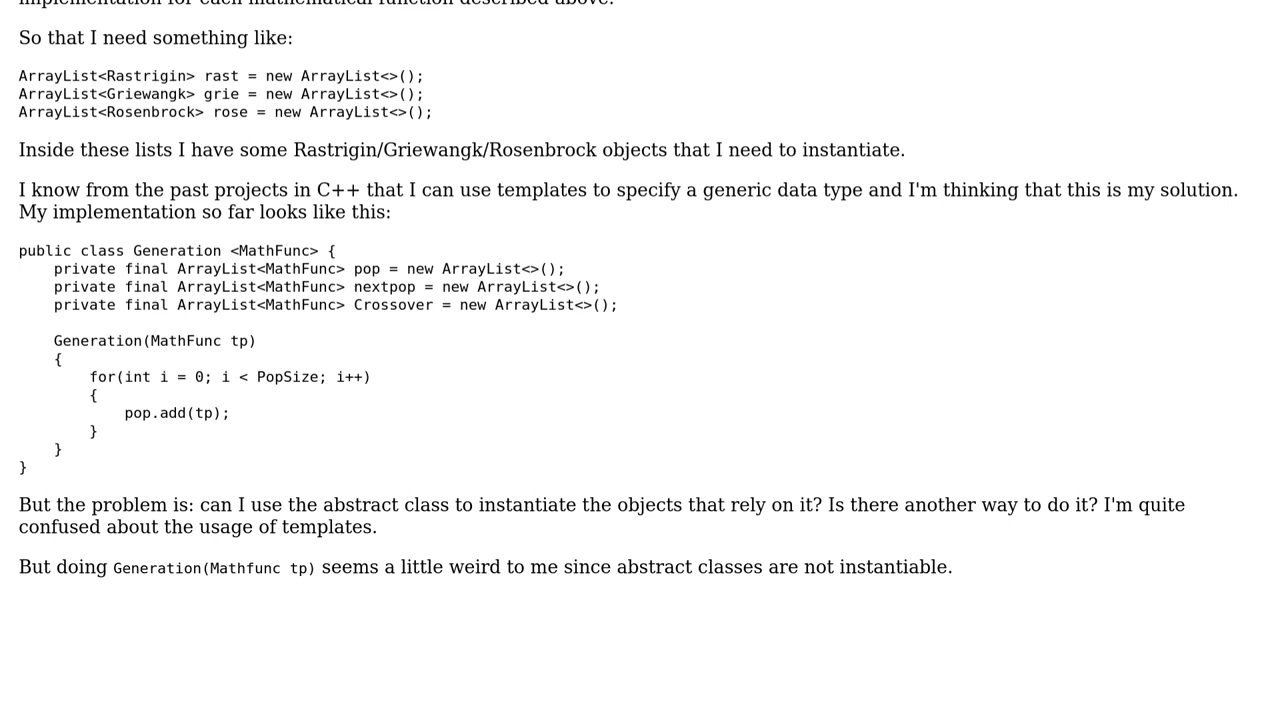 implementation for each mathematical function described above.
So that I need something like:
ArrayList<Rastrigin> rast = new ArrayList<>();
ArrayList<Griewangk> grie = new ArrayList<>();
ArrayList<Rosenbrock> rose = new ArrayList<>();
Inside these lists I have some Rastrigin/Griewangk/Rosenbrock objects that I need to instantiate.
I know from the past projects in C++ that I can use templates to specify a generic data type and I'm thinking that this is my solution.
My implementation so far looks like this:
public class Generation <MathFunc> {
    private final ArrayList<MathFunc> pop = new ArrayList<>();
    private final ArrayList<MathFunc> nextpop = new ArrayList<>();
    private final ArrayList<MathFunc> Crossover = new ArrayList<>();

    Generation(MathFunc tp)
    {
        for(int i = 0; i < PopSize; i++)
        {
            pop.add(tp);
        }
    }
}
But the problem is: can I use the abstract class to instantiate the objects that rely on it? Is there another way to do it? I'm quite
confused about the usage of templates.
But doing Generation(Mathfunc tp) seems a little weird to me since abstract classes are not instantiable.